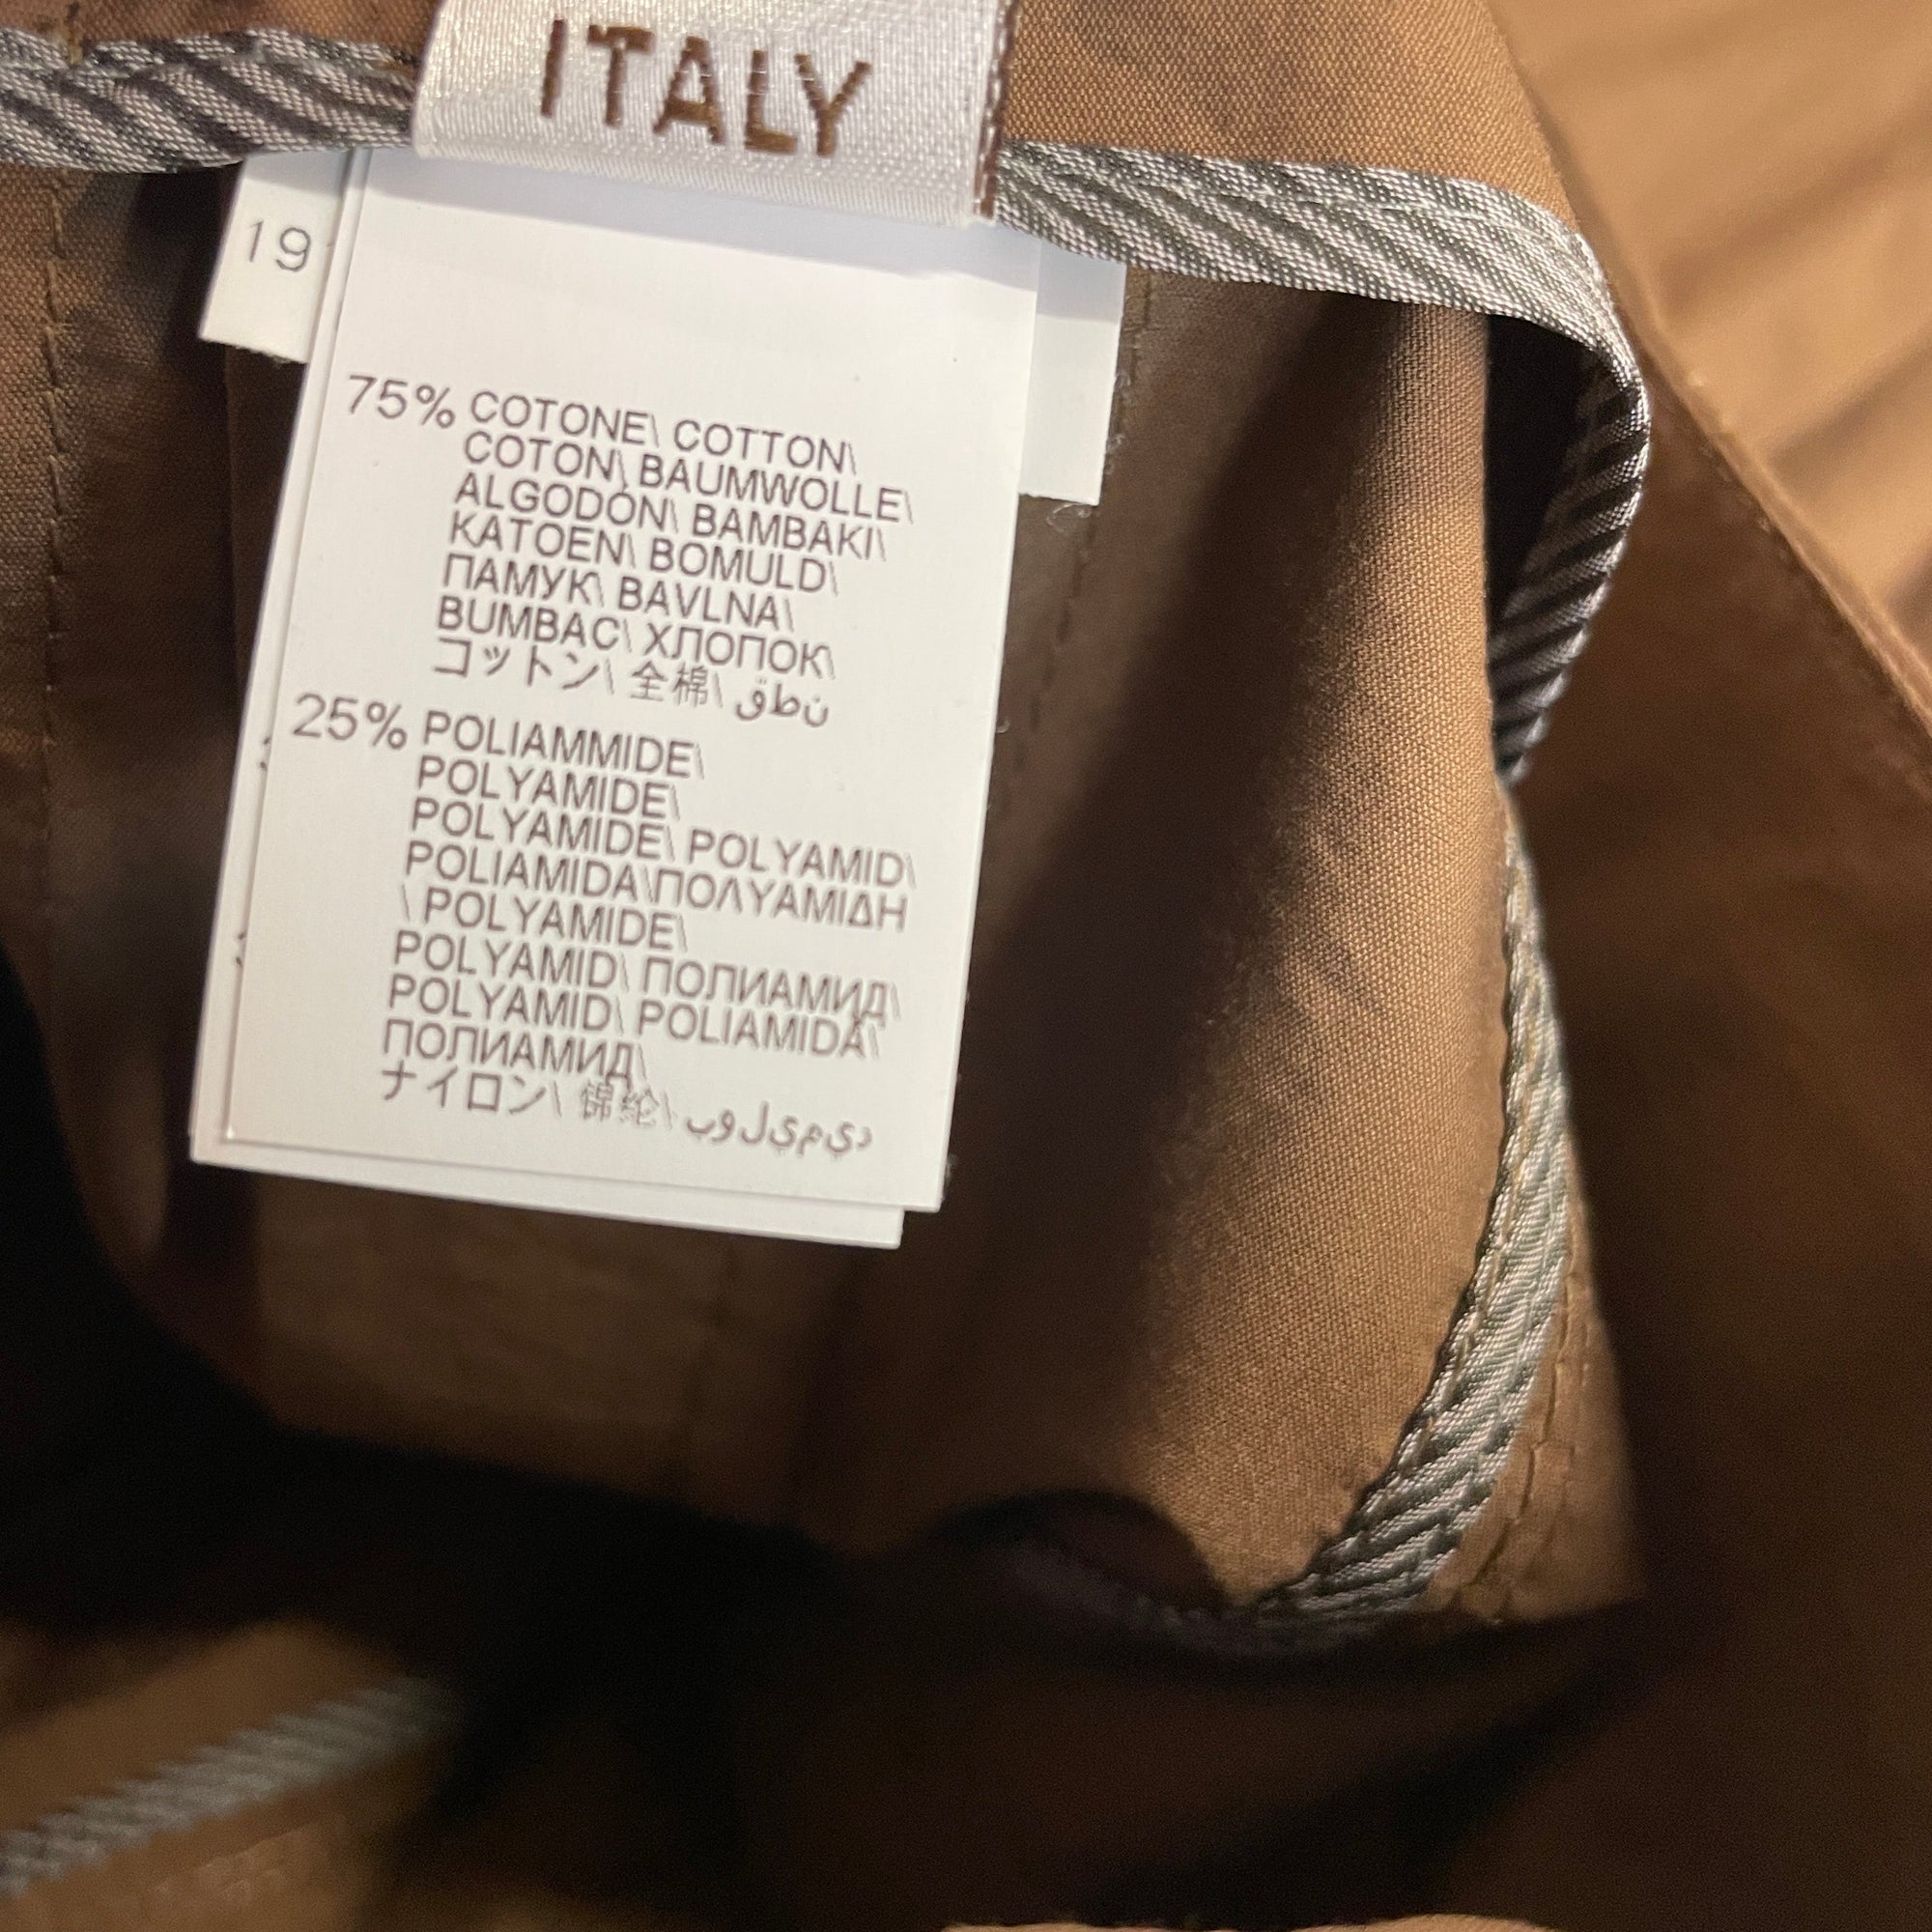 ITALY
19
75% COTONE\ COTTON\
COTON\ BAUMWOLLE\
ALGODÓN\ BAMBAKI\
KATOEN\ BOMULD\
ПАМУК\ BAVLNA\
BUMBAC\ ХЛОПОК\
コットン\ 全棉\ ن‌ط‌ق
25% POLIAMMIDE\
POLYAMIDE\
POLYAMIDE\ POLYAMID\
POLIAMIDA\ΠΟΛΥΑΜΙΔΗ
\ POLYAMIDE\
POLYAMID\ ПОЛИАМИД\
POLYAMID\ POLIAMIDA\
ПОЛИАМИД\
ナイロン\ 锦纶\ د‌ي‌م‌ي‌ل‌و‌ب